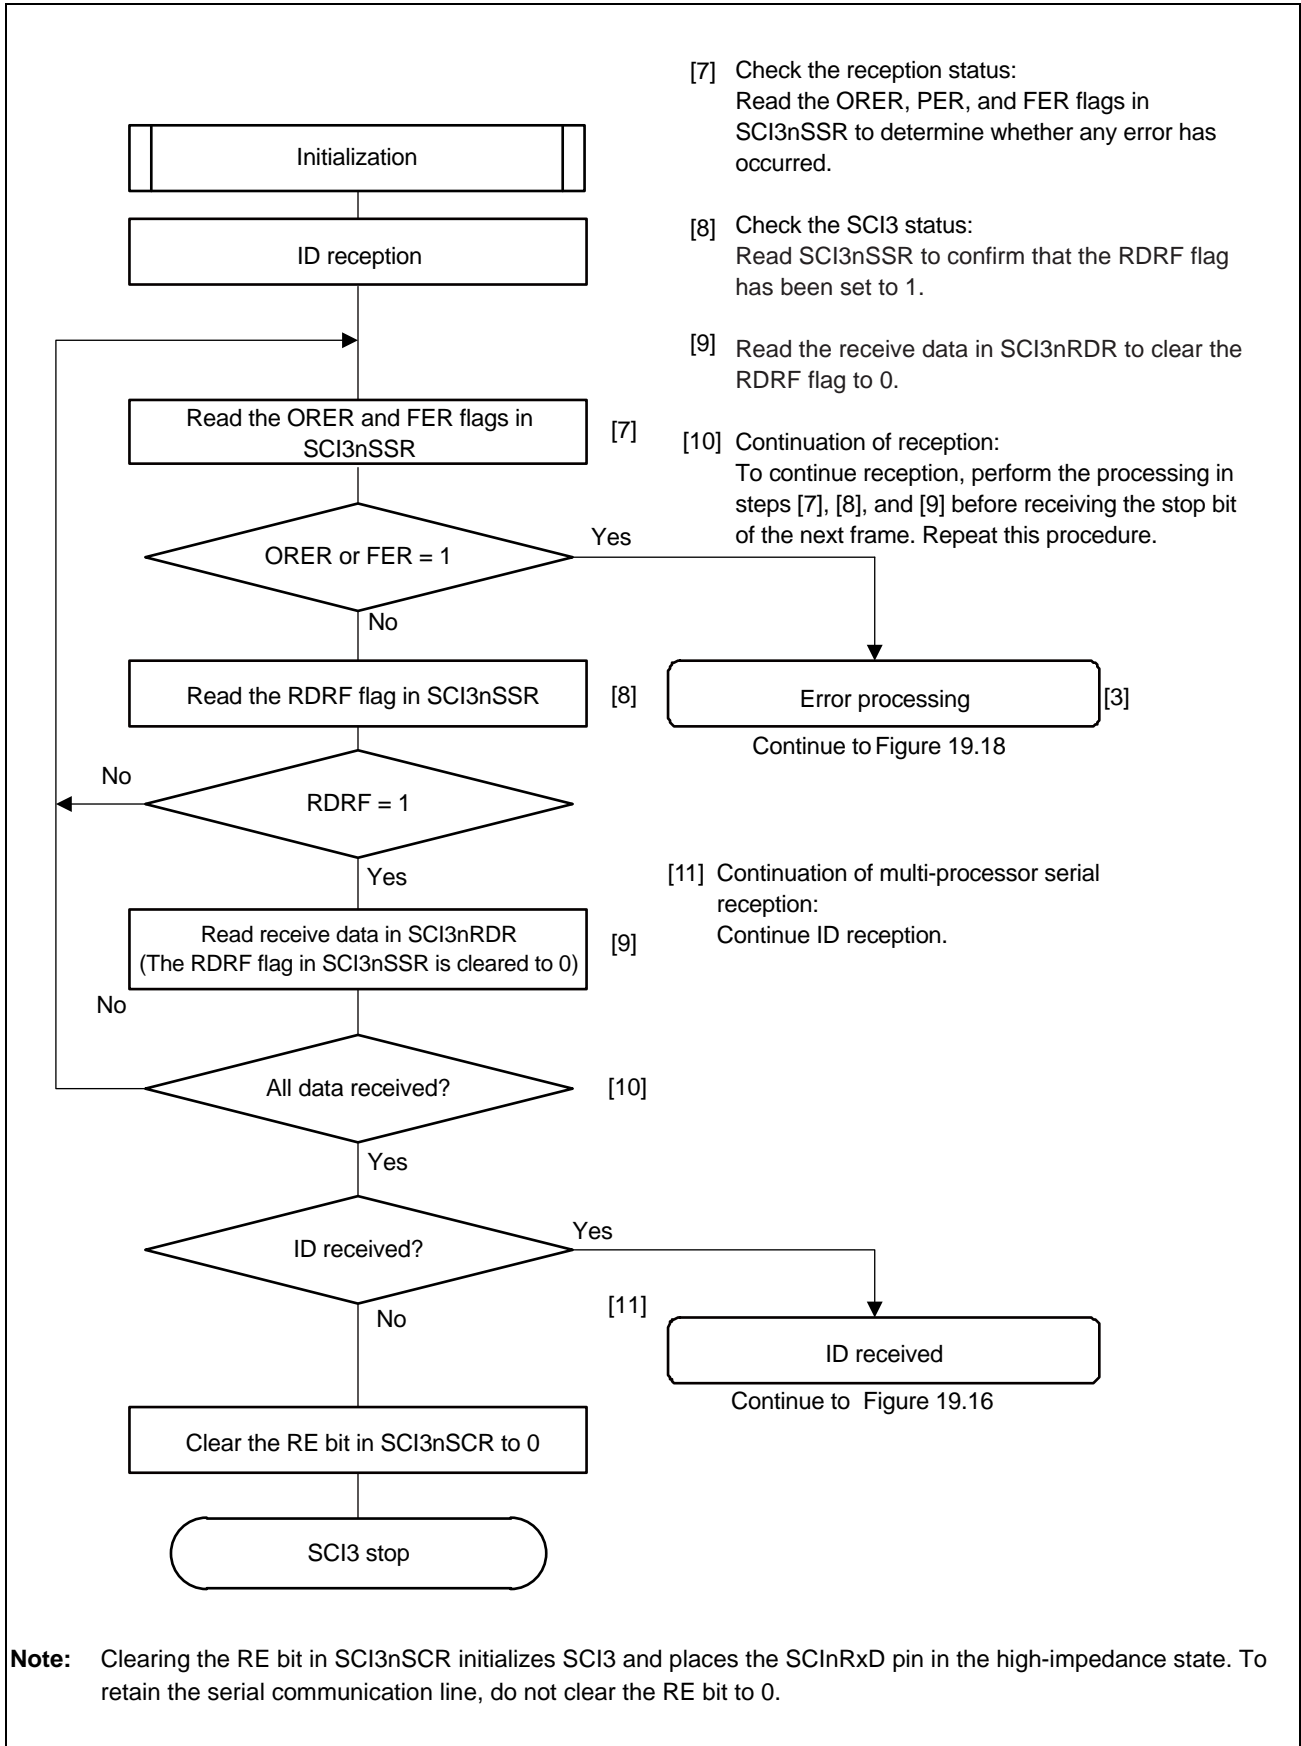 [7] Check the reception status:
Read the ORER, PER, and FER flags in
SCI3nSSR to determine whether any error has
occurred.
Initialization
ID reception
[8] Check the SCI3 status:
Read SCI3nSSR to confirm that the RDRF flag
has been set to 1.
[9] Read the receive data in SCI3nRDR to clear the
RDRF flag to 0.
Read the ORER and FER flags in
SCI3nSSR
[7]
[10] Continuation of reception:
To continue reception, perform the processing in
steps [7], [8], and [9] before receiving the stop bit
of the next frame. Repeat this procedure.
ORER or FER = 1
Yes
No
Read the RDRF flag in SCI3nSSR
[8]
Error processing
[3]
Continue to Figure 19.18
No
RDRF = 1
Yes
[11] Continuation of multi-processor serial
reception:
Continue ID reception.
Read receive data in SCI3nRDR
(The RDRF flag in SCI3nSSR is cleared to 0)
[9]
No
All data received?
[10]
Yes
ID received?
Yes
No
[11]
ID received
Continue to Figure 19.16
Clear the RE bit in SCI3nSCR to 0
SCI3 stop
Note: Clearing the RE bit in SCI3nSCR initializes SCI3 and places the SCInRxD pin in the high-impedance state. To
retain the serial communication line, do not clear the RE bit to 0.